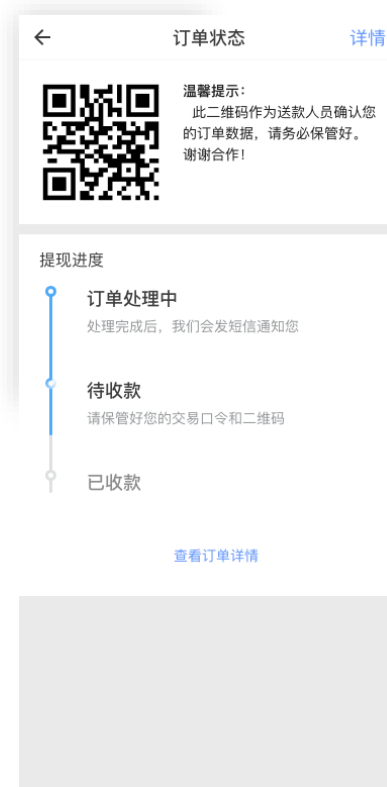 订单状态
详情
温馨提示：
此二维码作为送款人员确认您
的订单数据，请务必保管好。
谢谢合作！
提现进度
订单处理中
处理完成后，我们会发短信通知您
待收款
请保管好您的交易口令和二维码
已收款
查看订单详情